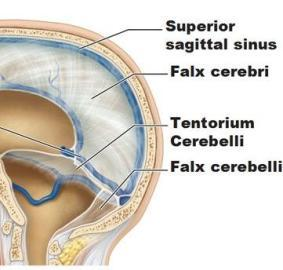 Superior
sagittal sinus
Falx cerebri
Tentorium
Cerebelli
Falx cerebelli